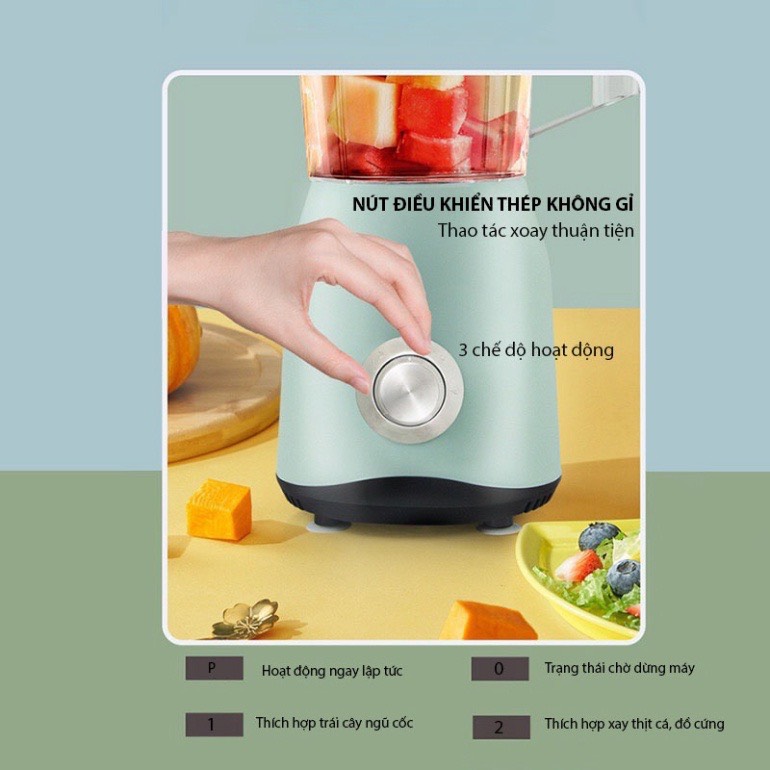 NÚT ĐIỀU KHIỂN THÉP KHÔNG GỈ
Thao tác xoay thuận tiện
3 chế dộ hoạt dộng
P Hoạt động ngay lập tức
0 Trạng thái chờ dừng máy
1 Thích hợp trái cây ngũ cốc
2 Thích hợp xay thịt cá, đồ cứng